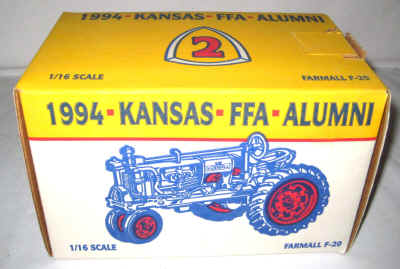 1994-KANSAS-FFA-ALUMNI
2
1/16 SCALE FARMALL F-20
1994-KANSAS-FFA-ALUMNI
1/16 SCALE FARMALL F-20